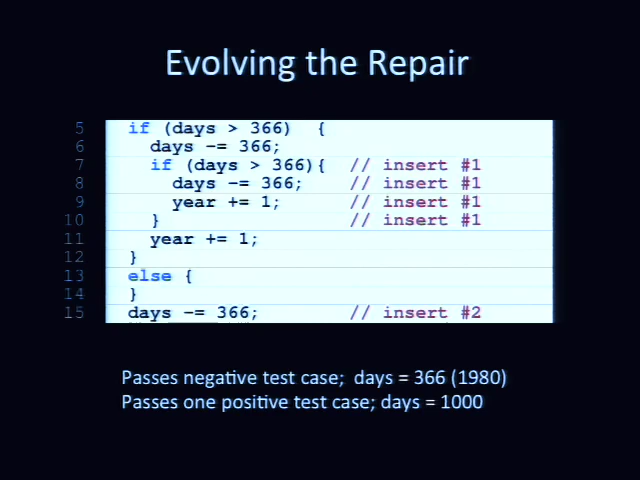 Evolving the Repair
5 if (days > 366) {
6 days -= 366;
7 if (days > 366){ // insert #1
8 days -= 366; // insert #1
9 year += 1; // insert #1
10 } // insert #1
11 year += 1;
12 }
13 else {
14 }
15 days -= 366; // insert #2
Passes negative test case; days = 366 (1980)
Passes one positive test case; days = 1000